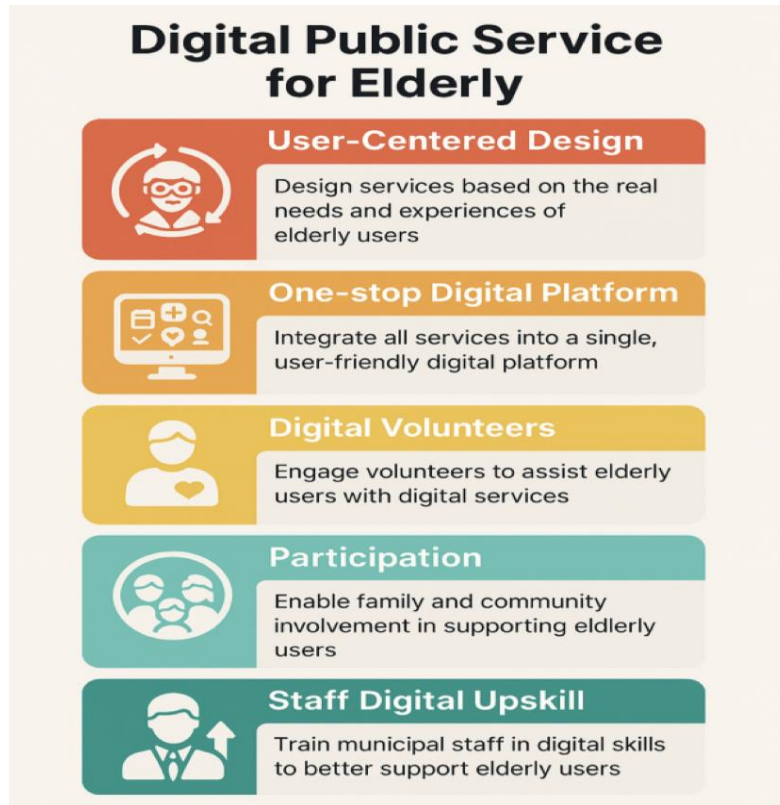 Digital Public Service
for Elderly
User-Centered Design
Design services based on the real
needs and experiences of
elderly users
One-stop Digital Platform
Integrate all services into a single,
user-friendly digital platform
Digital Volunteers
Engage volunteers to assist elderly
users with digital services
Participation
Enable family and community
involvement in supporting eldlerly
users
Staff Digital Upskill
Train municipal staff in digital skills
to better support elderly users